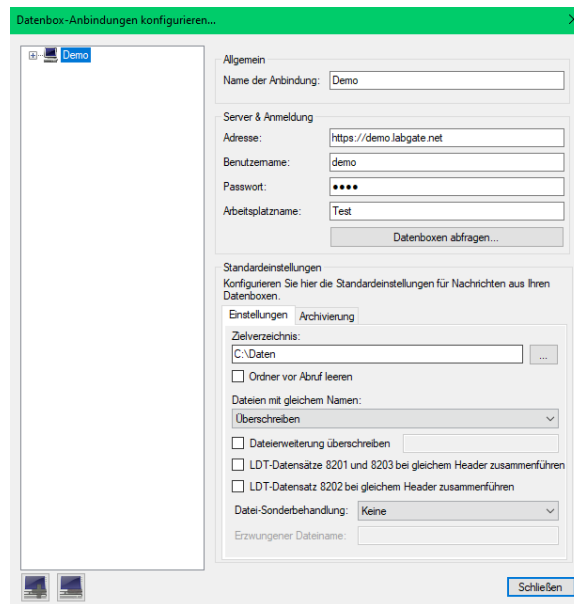 Datenbox-Anbindungen konfigurieren...
Demo
Allgemein
Name der Anbindung: Demo
Server & Anmeldung
Adresse: https://demo.labgate.net
Benutzername: demo
Passwort: ●●●●
Arbeitsplatzname: Test
Datenboxen abfragen...
Standardeinstellungen
Konfigurieren Sie hier die Standardeinstellungen für Nachrichten aus Ihren
Datenboxen.
Einstellungen Archivierung
Zielverzeichnis:
C:\Daten ...
Ordner vor Abruf leeren
Dateien mit gleichem Namen:
Überschreiben
Dateierweiterung überschreiben
LDT-Datensätze 8201 und 8203 bei gleichem Header zusammenführen
LDT-Datensatz 8202 bei gleichem Header zusammenführen
Datei-Sonderbehandlung: Keine
Erzwungener Dateiname:
Schließen